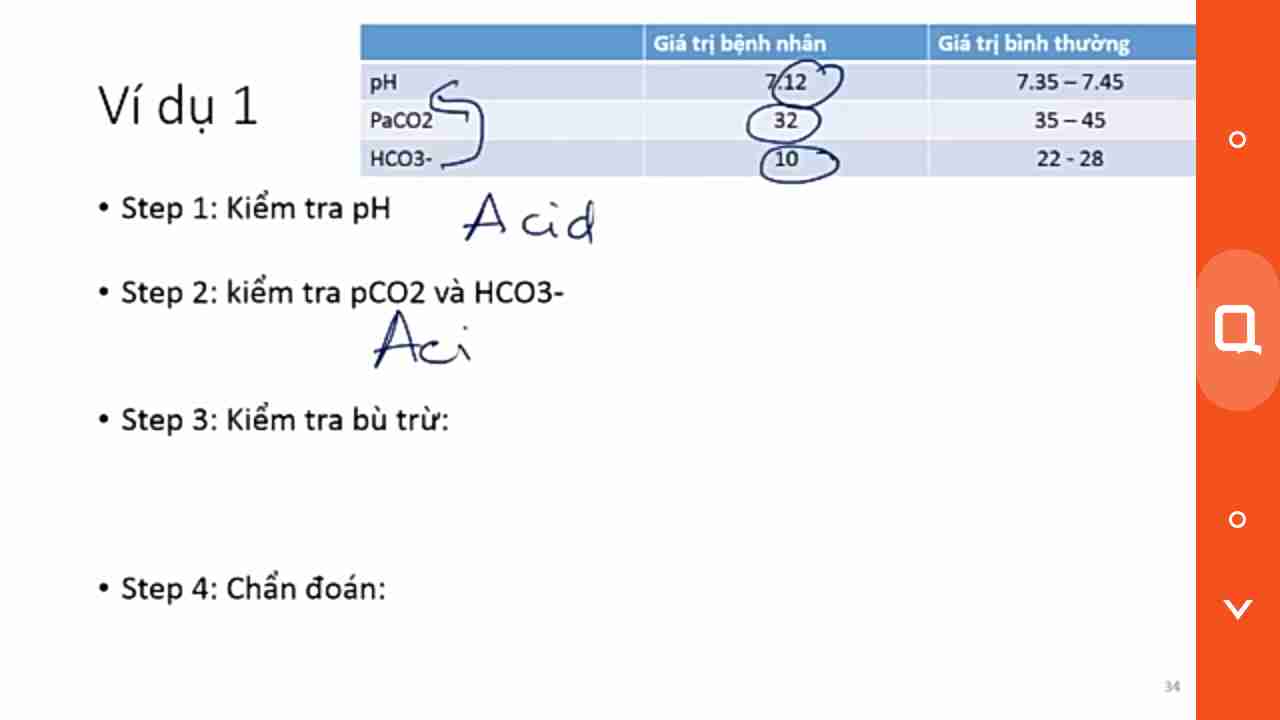 Giá trị bệnh nhân Giá trị bình thường
pH 7.12 7.35 – 7.45
Ví dụ 1
PaCO2 32 35 – 45
HCO3- 10 22 - 28
• Step 1: Kiểm tra pH Acid
• Step 2: kiểm tra pCO2 và HCO3-
Aci
• Step 3: Kiểm tra bù trừ:
• Step 4: Chẩn đoán:
34